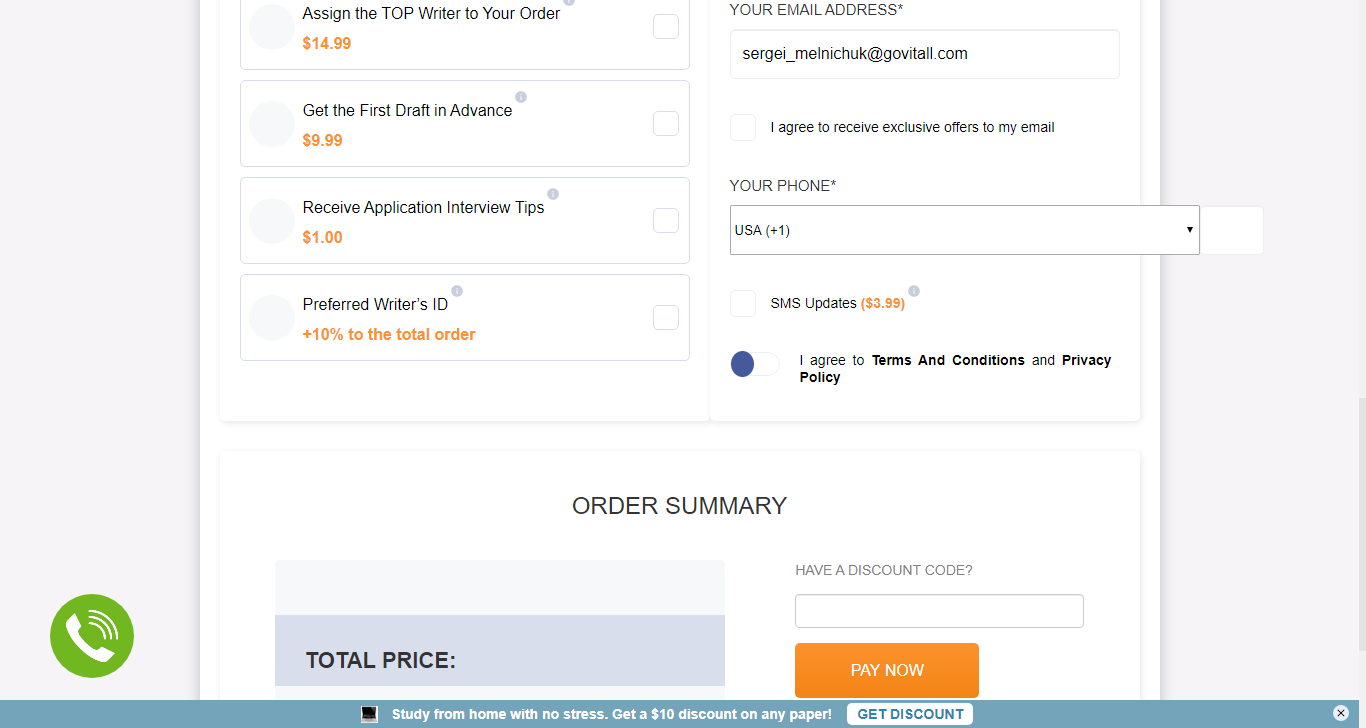 Assign the TOP Writer to Your Order
$14.99
Get the First Draft in Advance
$9.99
Receive Application Interview Tips
$1.00
Preferred Writer’s ID
+10% to the total order
YOUR EMAIL ADDRESS*
sergei_melnichuk@govitall.com
I agree to receive exclusive offers to my email
YOUR PHONE*
USA (+1)
SMS Updates ($3.99)
I agree to Terms And Conditions and Privacy
Policy
ORDER SUMMARY
TOTAL PRICE:
HAVE A DISCOUNT CODE?
PAY NOW
Study from home with no stress. Get a $10 discount on any paper! GET DISCOUNT